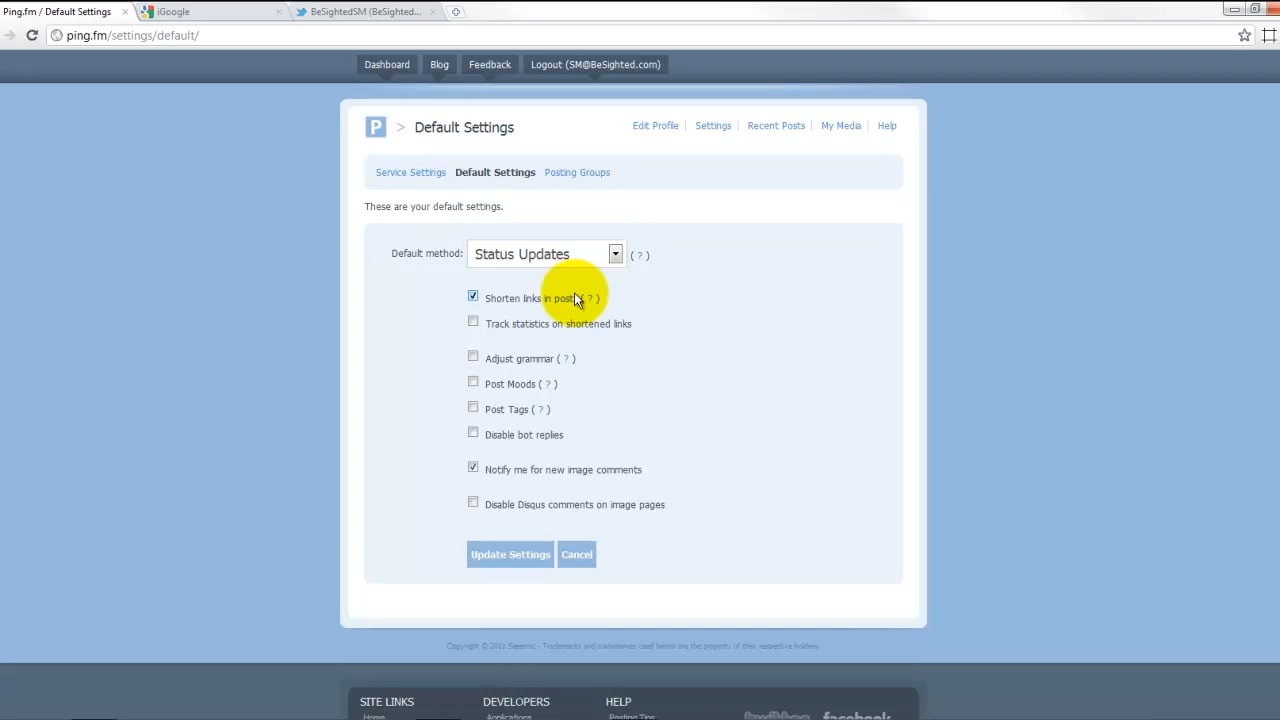 Ping.fm / Default Settings iGoogle BeSightedSM (BeSighted...
ping.fm/settings/default/
Dashboard Blog Feedback Logout (SM@BeSighted.com)
P > Default Settings Edit Profile Settings Recent Posts My Media Help
Service Settings Default Settings Posting Groups
These are your default settings.
Default method: Status Updates ( ? )
Shorten links in posts ( ? )
Track statistics on shortened links
Adjust grammar ( ? )
Post Moods ( ? )
Post Tags ( ? )
Disable bot replies
Notify me for new image comments
Disable Disqus comments on image pages
Update Settings Cancel
Copyright © 2011 Seesmic - Trademarks and codenames used herein are the property of their respective holders.
SITE LINKS DEVELOPERS HELP
Home Applications Posting Tips twitter facebook